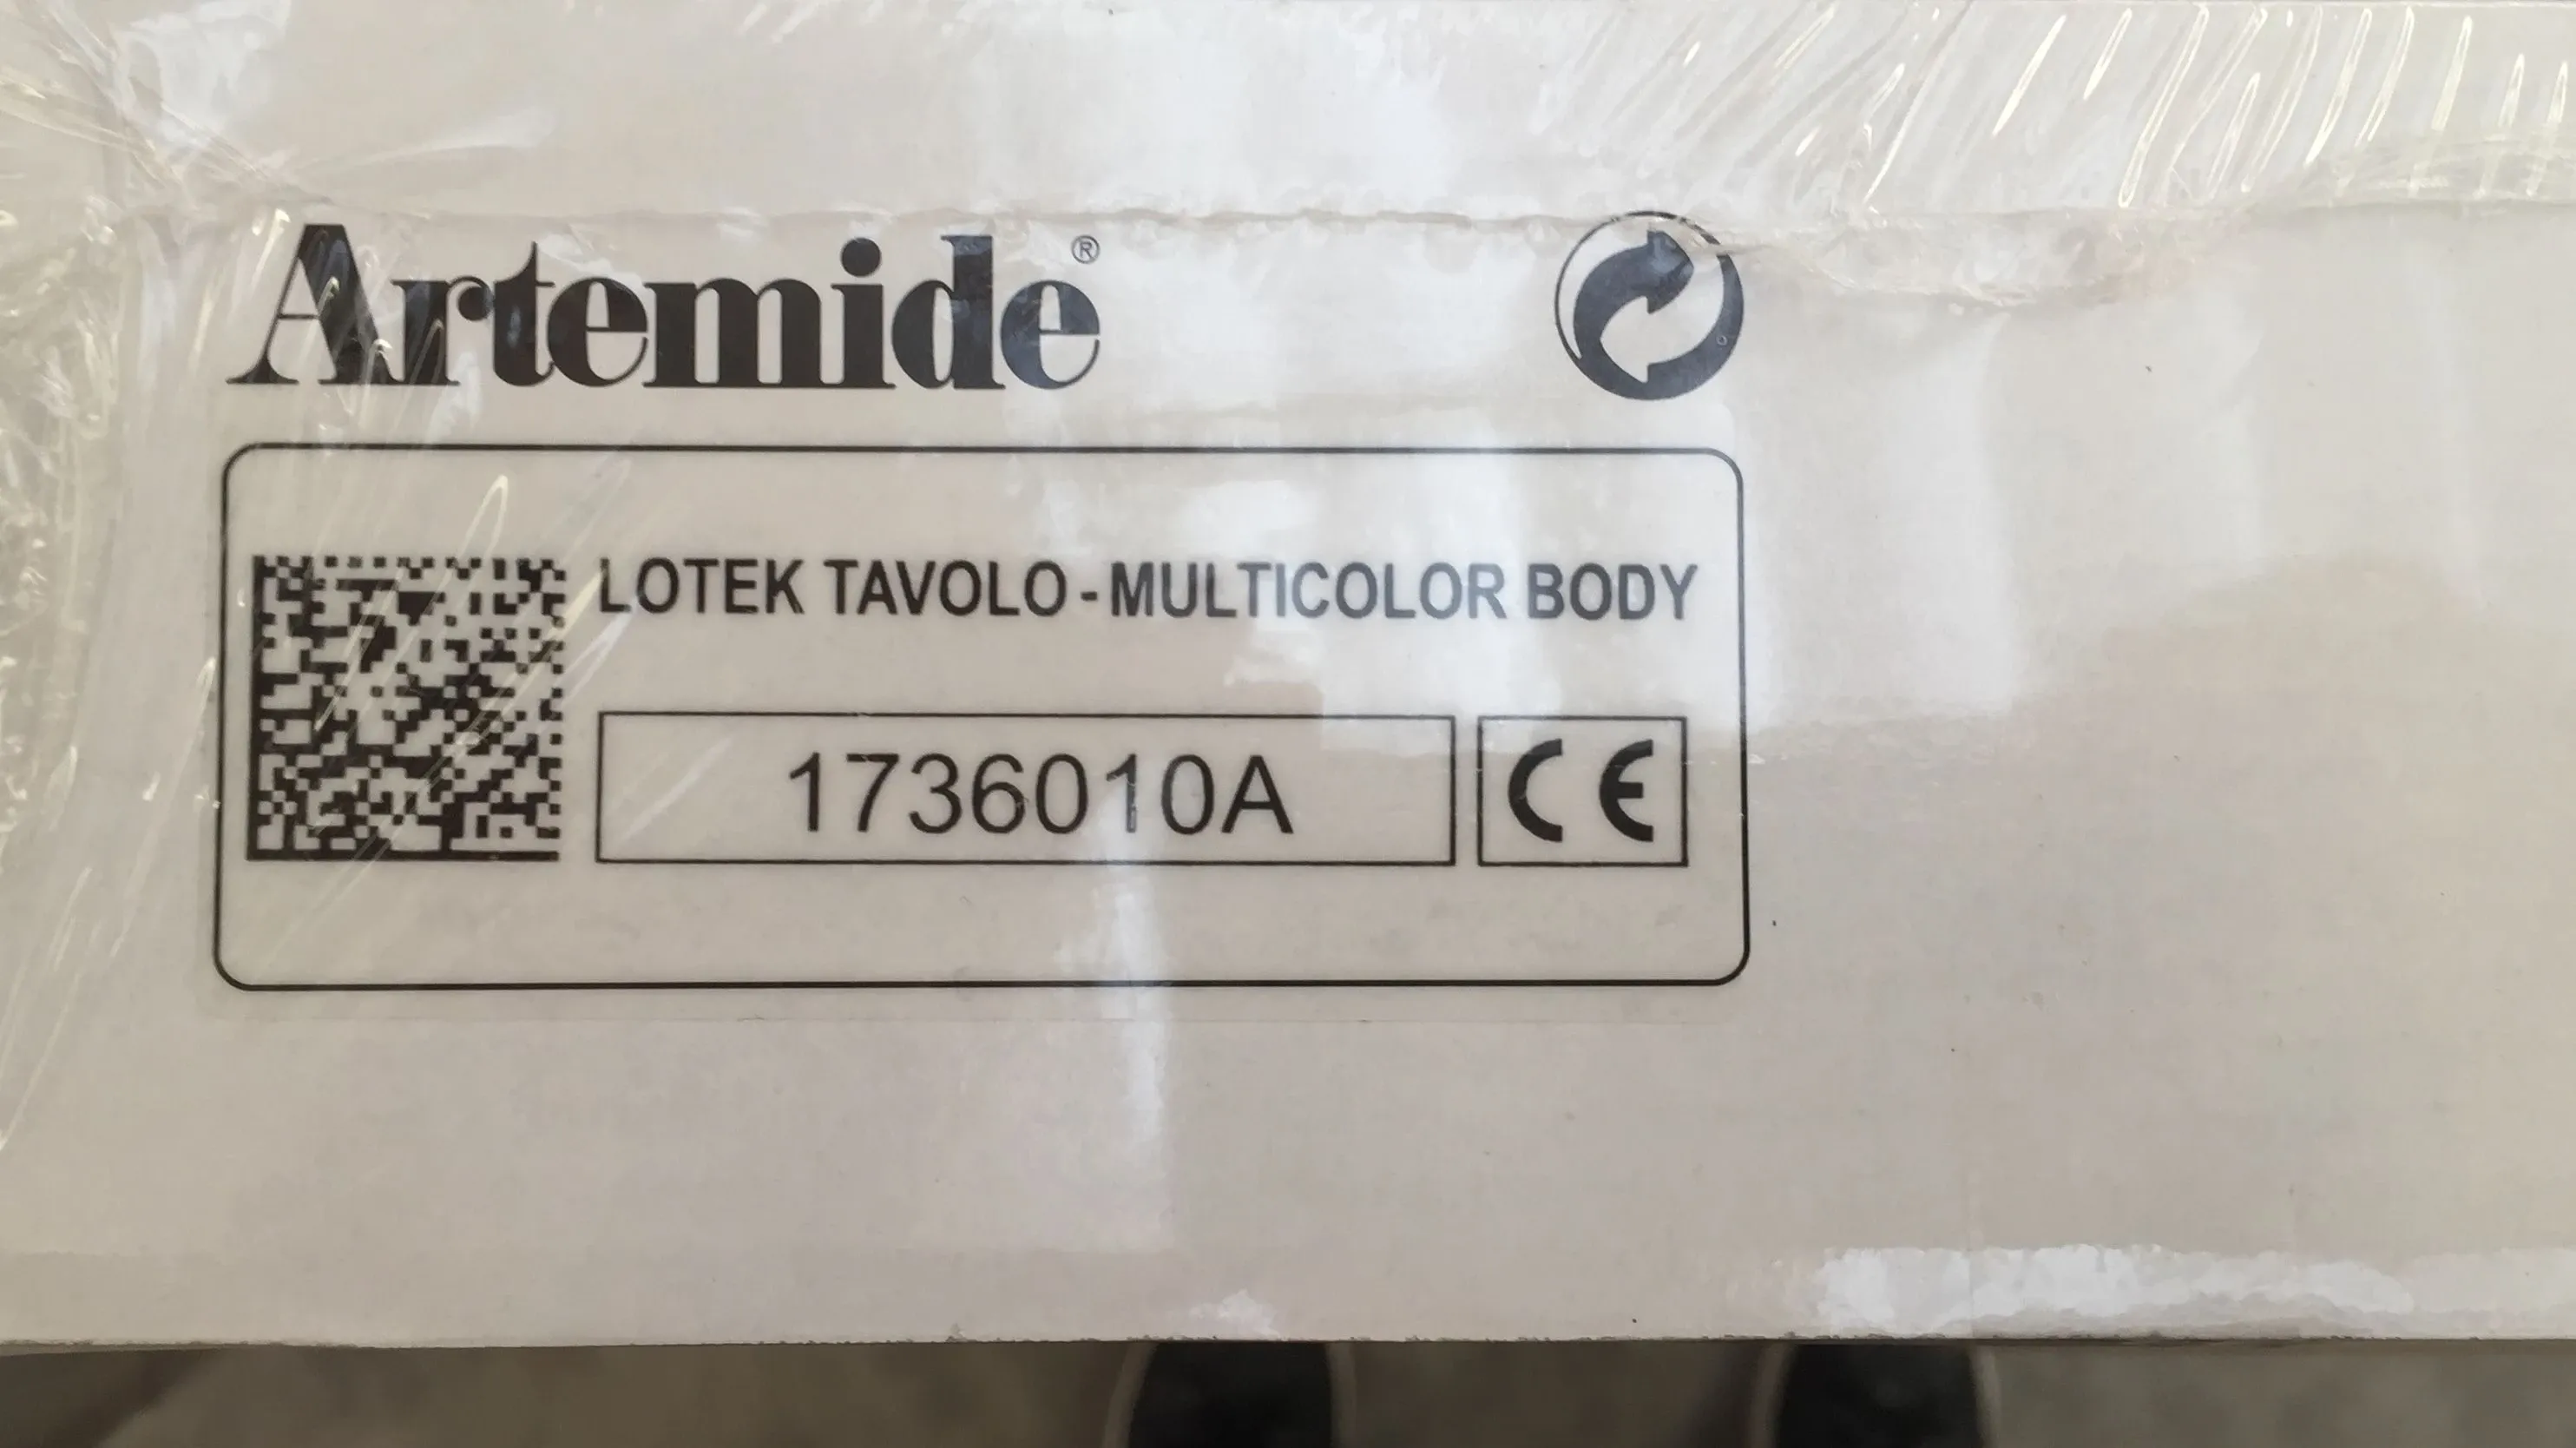 Artemide®
LOTEK TAVOLO - MULTICOLOR BODY
1736010A
CE